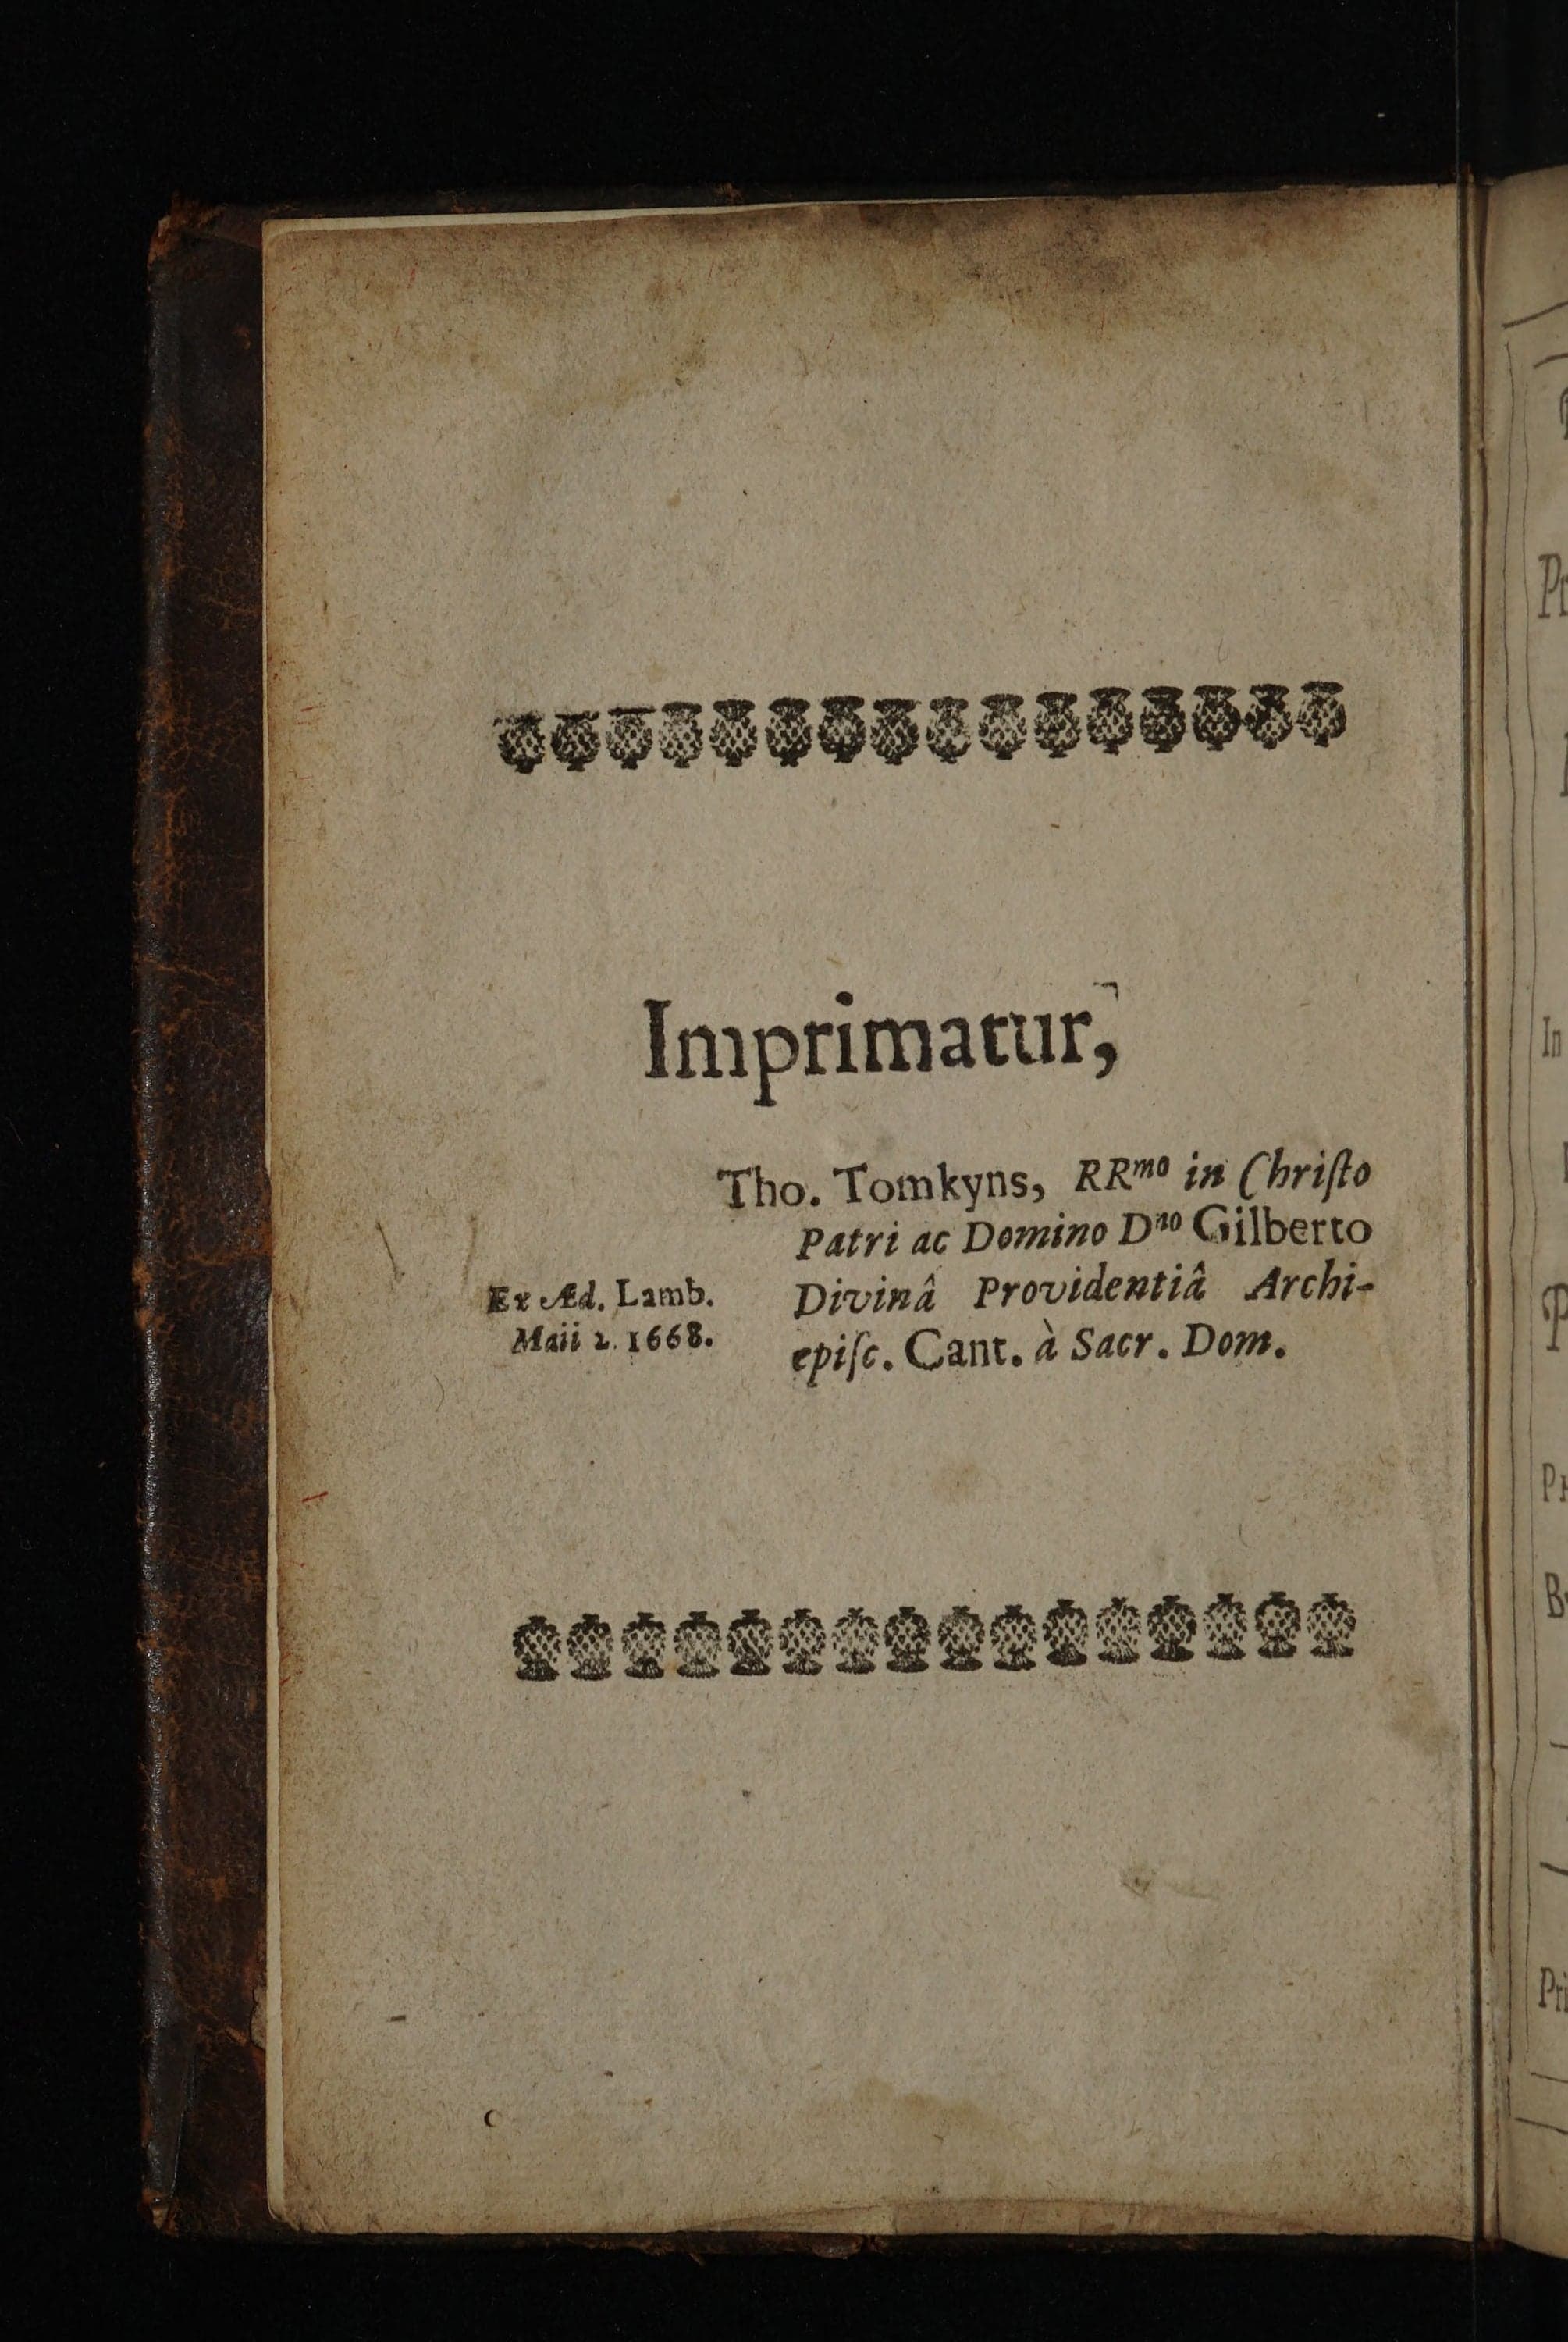 Imprimatur,
Tho. Tomkyns, RRᵐᵒ in Chriſto
Patri ac Domino Dⁿᵒ Gilberto
Divinâ Providentiâ Archi-
epiſc. Cant. à Sacr. Dom.
Ex Æd. Lamb.
Maii 2. 1668.
In